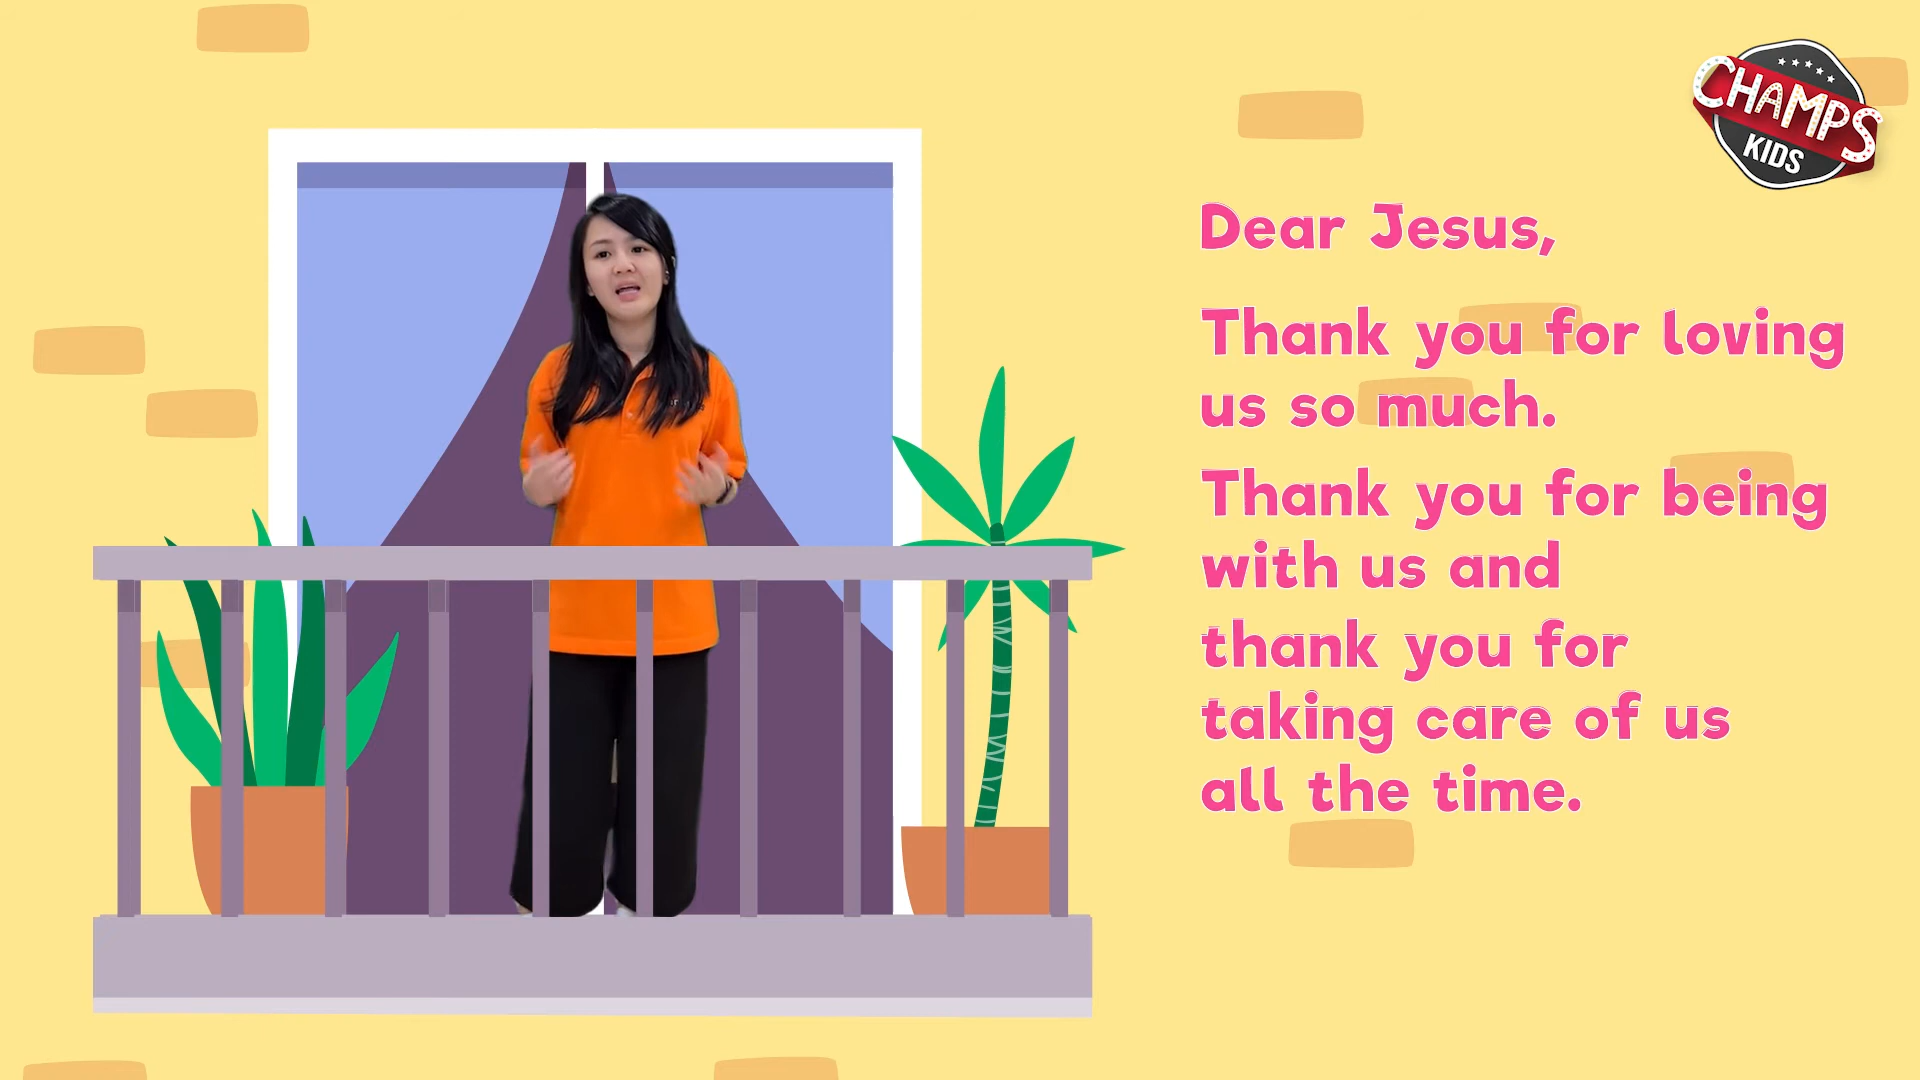 CHAMPS
KIDS
Dear Jesus,
Thank you for loving
us so much.
Thank you for being
with us and
thank you for
taking care of us
all the time.